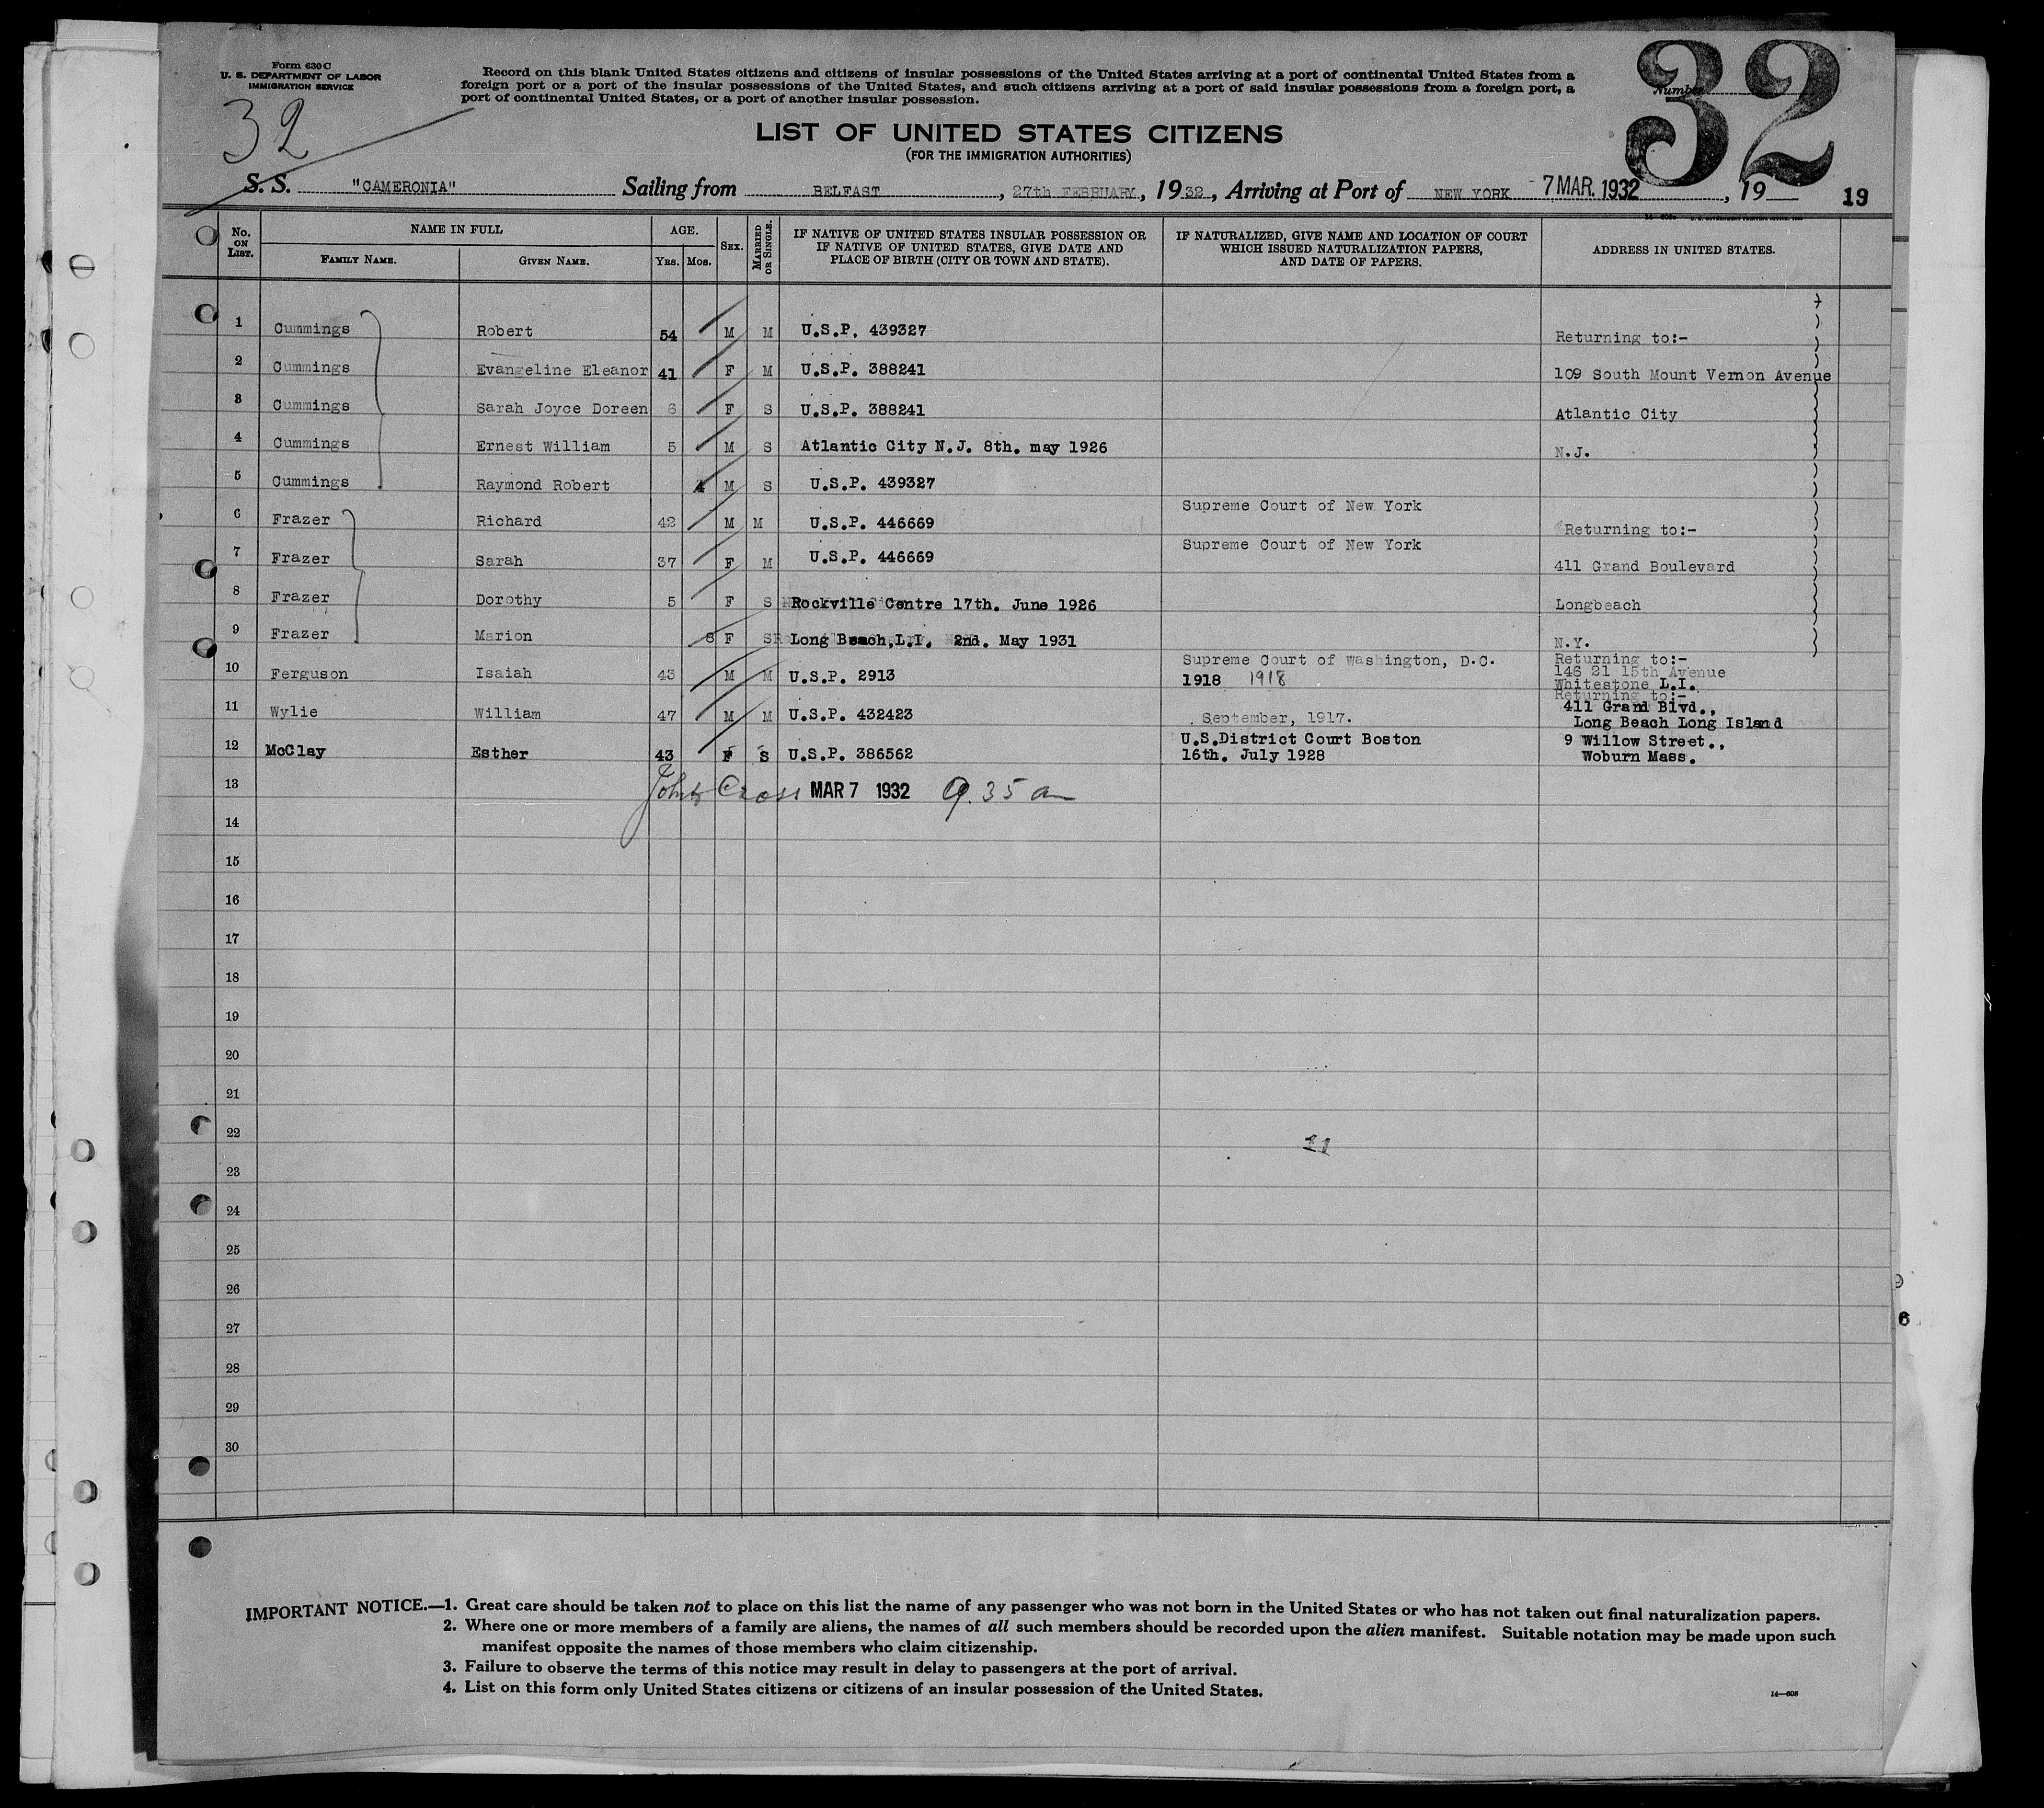 Form 630 C
U. S. DEPARTMENT OF LABOR
IMMIGRATION SERVICE
32
Record on this blank United States citizens and citizens of insular possessions of the United States arriving at a port of continental United States from a
foreign port or a port of the insular possessions of the United States, and such citizens arriving at a port of said insular possessions from a foreign port, a
port of continental United States, or a port of another insular possession.
Number
32
LIST OF UNITED STATES CITIZENS
(FOR THE IMMIGRATION AUTHORITIES)
S. S. "CAMERONIA" Sailing from BELFAST, 27th FEBRUARY, 1932, Arriving at Port of NEW YORK 7 MAR. 1932, 19 19
No. ON LIST. NAME IN FULL AGE. SEX. MARRIED OR SINGLE. IF NATIVE OF UNITED STATES INSULAR POSSESSION OR IF NATIVE OF UNITED STATES, GIVE DATE AND PLACE OF BIRTH (CITY OR TOWN AND STATE). IF NATURALIZED, GIVE NAME AND LOCATION OF COURT WHICH ISSUED NATURALIZATION PAPERS, AND DATE OF PAPERS. ADDRESS IN UNITED STATES.
FAMILY NAME. GIVEN NAME. YRS. MOS.
1 Cummings Robert 54 M M U.S.P. 439327 Returning to:-
2 Cummings Evangeline Eleanor 41 F M U.S.P. 388241 109 South Mount Vernon Avenue
3 Cummings Sarah Joyce Doreen 6 F S U.S.P. 388241 Atlantic City
4 Cummings Ernest William 5 M S Atlantic City N.J. 8th. may 1926 N.J.
5 Cummings Raymond Robert 4 M S U.S.P. 439327
6 Frazer Richard 42 M M U.S.P. 446669 Supreme Court of New York Returning to:-
7 Frazer Sarah 37 F M U.S.P. 446669 Supreme Court of New York 411 Grand Boulevard
8 Frazer Dorothy 5 F S Rockville Centre 17th. June 1926 Longbeach
9 Frazer Marion 8 F S Long Beach, L.I. 2nd. May 1931 N.Y.
10 Ferguson Isaiah 43 M M U.S.P. 2913 Supreme Court of Washington, D.C. 1918 1918 Returning to:- 146 21 15th Avenue Whitestone L.I.
11 Wylie William 47 M M U.S.P. 432423 September, 1917. Returning to:- 411 Grand Blvd., Long Beach Long Island
12 McClay Esther 43 F S U.S.P. 386562 U.S.District Court Boston 16th. July 1928 9 Willow Street., Woburn Mass.
13 Cross MAR 7 1932 9.35 am
14
15
16
17
18
19
20
21
22
23
24
25
26
27
28
29
30
6
IMPORTANT NOTICE.—1. Great care should be taken not to place on this list the name of any passenger who was not born in the United States or who has not taken out final naturalization papers.
2. Where one or more members of a family are aliens, the names of all such members should be recorded upon the alien manifest. Suitable notation may be made upon such
manifest opposite the names of those members who claim citizenship.
3. Failure to observe the terms of this notice may result in delay to passengers at the port of arrival.
4. List on this form only United States citizens or citizens of an insular possession of the United States.
14—608